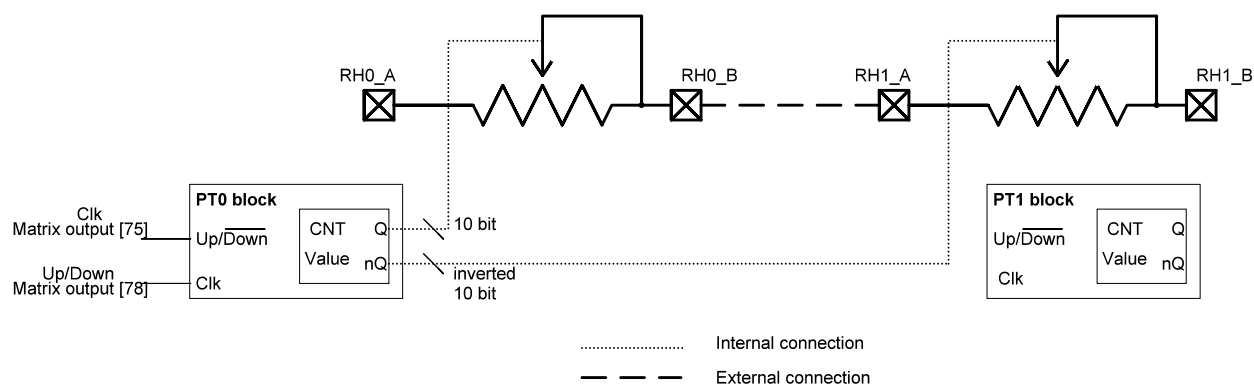 RH0_A
RH0_B
RH1_A
RH1_B
PT0 block
Clk
Matrix output [75]
Up/Down
CNT
Value
Q
nQ
10 bit
Up/Down
Matrix output [78]
Clk
inverted
10 bit
PT1 block
Up/Down
CNT
Value
Q
nQ
Clk
Internal connection
External connection